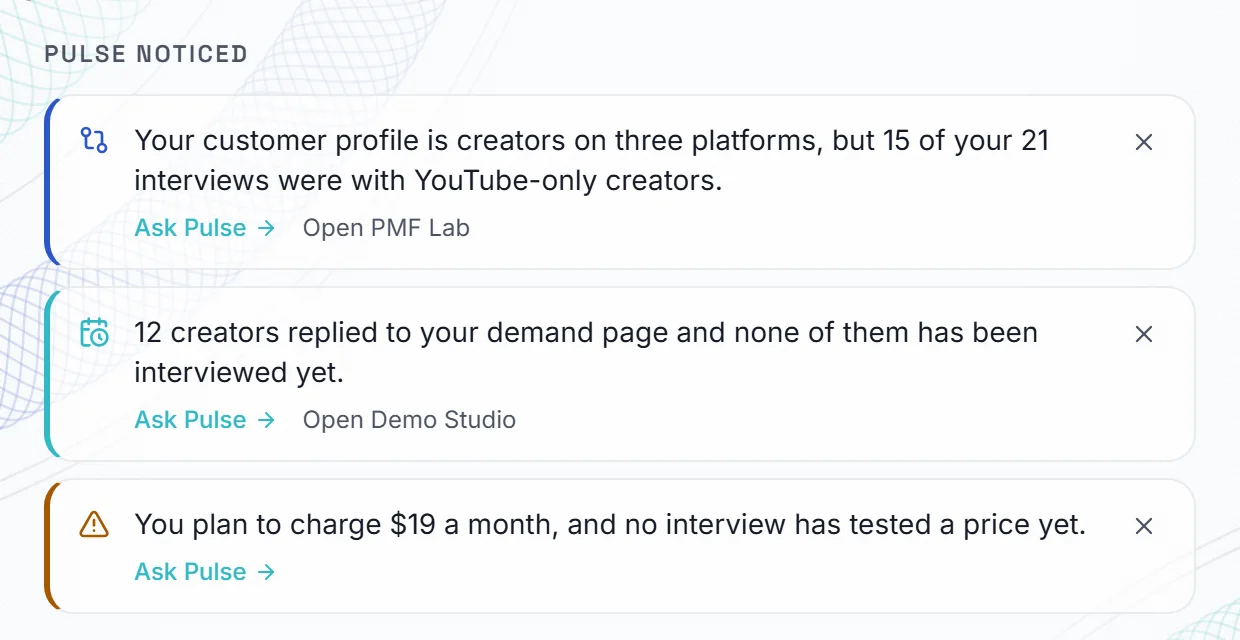 PULSE NOTICED
Your customer profile is creators on three platforms, but 15 of your 21
interviews were with YouTube-only creators.
Ask Pulse → Open PMF Lab
12 creators replied to your demand page and none of them has been
interviewed yet.
Ask Pulse → Open Demo Studio
You plan to charge $19 a month, and no interview has tested a price yet.
Ask Pulse →